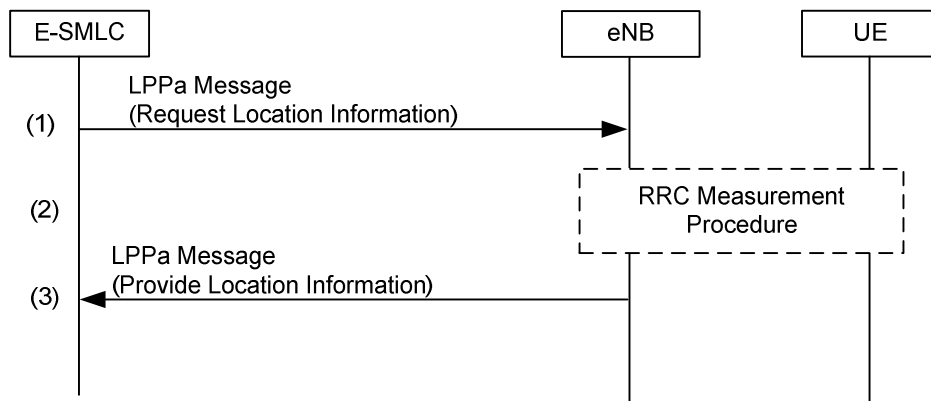 E-SMLC
eNB
UE
LPPa Message
(Request Location Information)
(1)
RRC Measurement
Procedure
(2)
LPPa Message
(Provide Location Information)
(3)